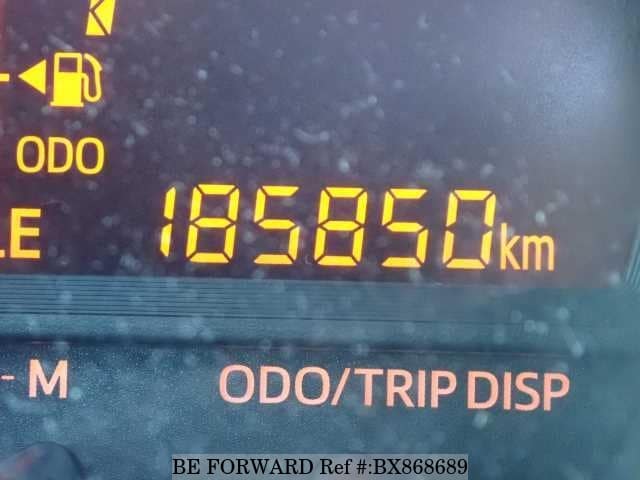 ODO
LE
185850km
- M
ODO/TRIP DISP
BE FORWARD Ref #:BX868689